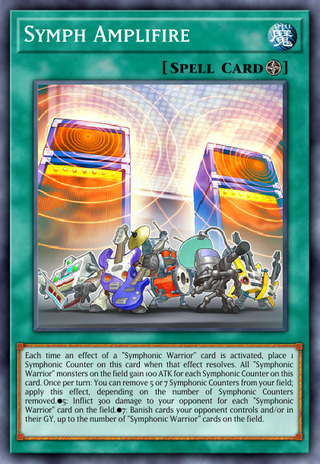 Symph Amplifire
[Spell Card]
Each time an effect of a "Symphonic Warrior" card is activated, place 1
Symphonic Counter on this card when that effect resolves. All "Symphonic
Warrior" monsters on the field gain 100 ATK for each Symphonic Counter on this
card. Once per turn: You can remove 5 or 7 Symphonic Counters from your field;
apply this effect, depending on the number of Symphonic Counters
removed.●5: Inflict 300 damage to your opponent for each "Symphonic
Warrior" card on the field.●7: Banish cards your opponent controls and/or in
their GY, up to the number of "Symphonic Warrior" cards on the field.